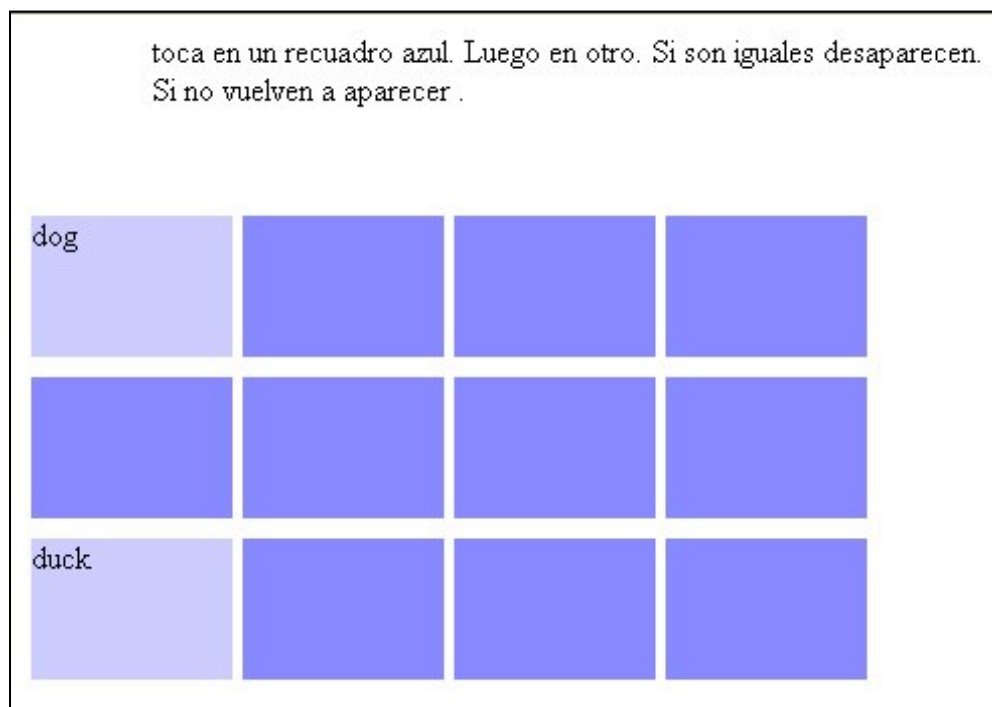 toca en un recuadro azul. Luego en otro. Si son iguales desaparecen.
Si no vuelven a aparecer .
dog
duck